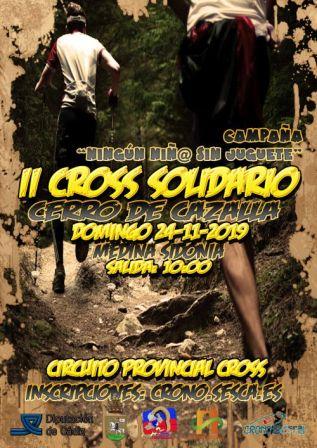 CAMPAÑA
"NINGÚN NIÑ@ SIN JUGUETE"
II CROSS SOLIDARIO
CERRO DE CAZALLA
DOMINGO 24-11-2019
MEDINA SIDONIA
SALIDA: 10:00
CIRCUITO PROVINCIAL CROSS
INSCRIPCIONES: CRONO.SESCA.ES
Diputación
de Cádiz